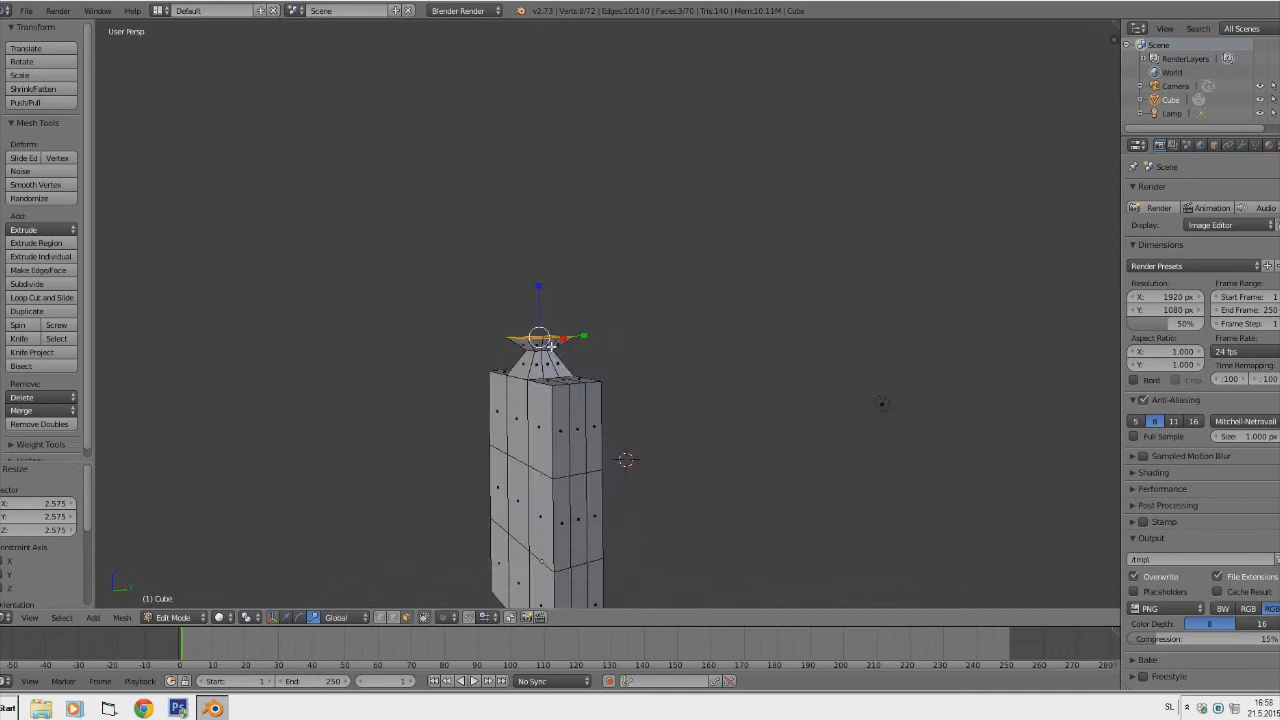 File Render Window Help Default Scene Blender Render v2.73 | Verts:8/72 | Edges:10/140 | Faces:3/70 | Tris:140 | Mem:10.11M | Cube
Transform
Translate
Rotate
Scale
Shrink/Fatten
Push/Pull
Mesh Tools
Deform:
Slide Ed Vertex
Noise
Smooth Vertex
Randomize
Add:
Extrude
Extrude Region
Extrude Individual
Make Edge/Face
Subdivide
Loop Cut and Slide
Duplicate
Spin Screw
Knife Select
Knife Project
Bisect
Remove:
Delete
Merge
Remove Doubles
Weight Tools
Resize
X: 2.575
Y: 2.575
Z: 2.575
onstraint Axis
X
Y
Z
User Persp
(1) Cube
View Select Add Mesh Edit Mode Global
View Search All Scenes
Scene
RenderLayers
World
Camera
Cube
Lamp
Scene
Render
Render Animation Audio
Display: Image Editor
Dimensions
Render Presets
Resolution: Frame Range:
X: 1920 px Start Frame: 1
Y: 1080 px End Frame: 250
50% Frame Step: 1
Aspect Ratio: Frame Rate:
X: 1.000 24 fps
Y: 1.000 Time Remapping:
Bord Crop :100 :100
Anti-Aliasing
5 8 11 16 Mitchell-Netravali
Full Sample Size: 1.000 px
Sampled Motion Blur
Shading
Performance
Post Processing
Stamp
Output
/tmp\
Overwrite File Extensions
Placeholders Cache Result
PNG BW RGB RGB
Color Depth: 8 16
Compression: 15%
Bake
Freestyle
-50 -40 -30 -20 -10 0 10 20 30 40 50 60 70 80 90 100 110 120 130 140 150 160 170 180 190 200 210 220 230 240 250 260 270 280
View Marker Frame Playback Start: 1 End: 250 1 No Sync
Start SL 16:58
21.5.2015